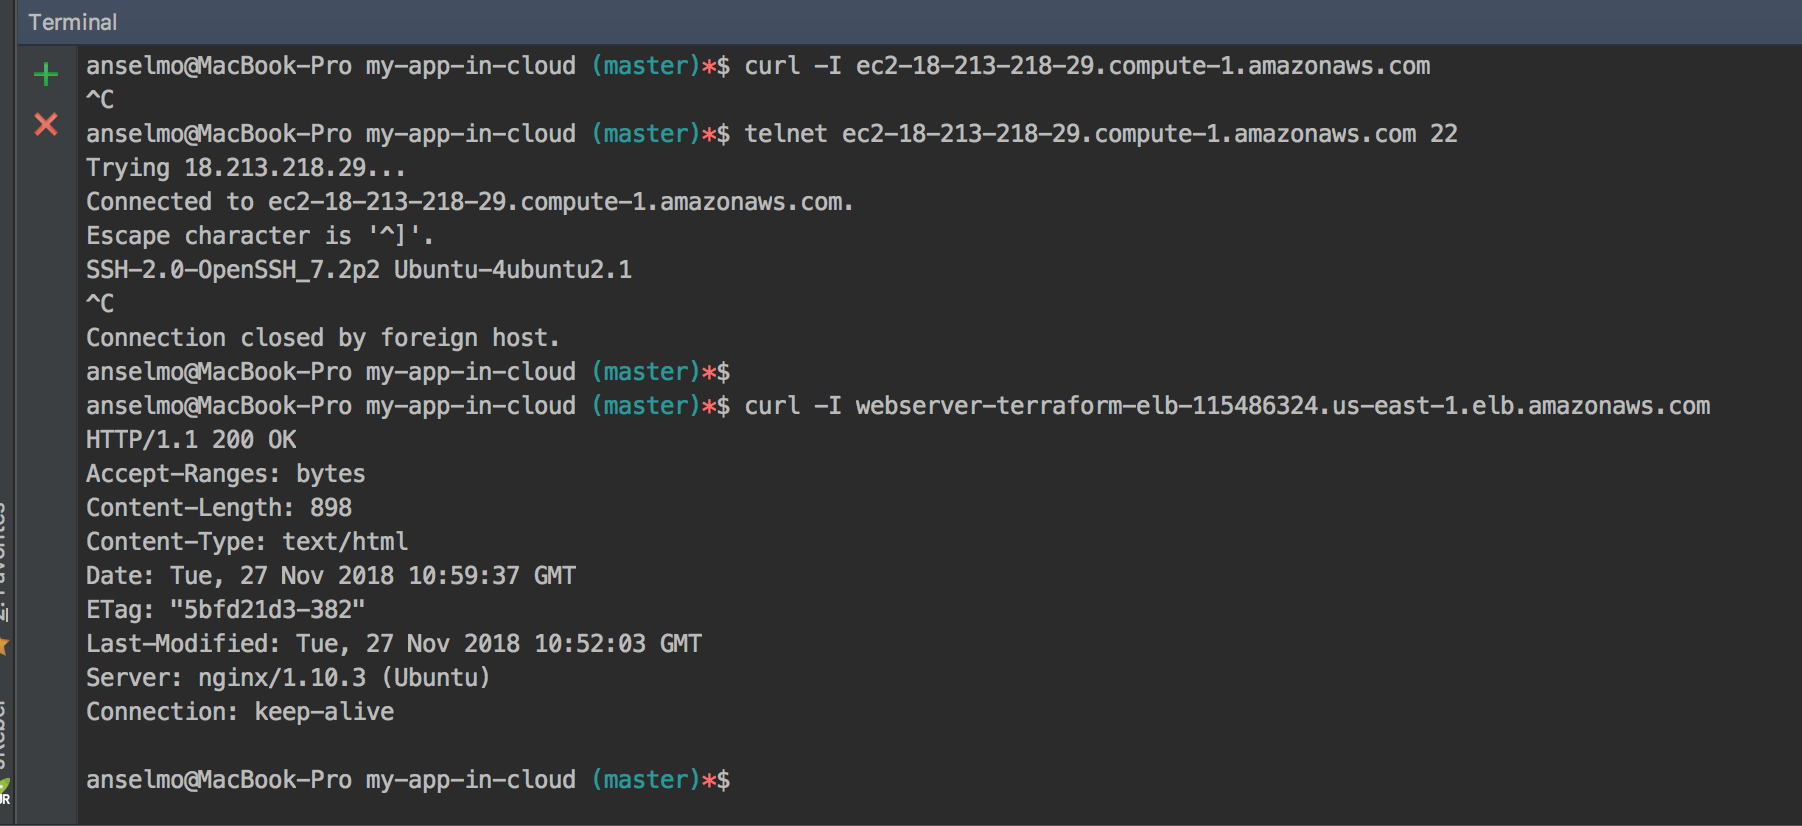 Terminal
anselmo@MacBook-Pro my-app-in-cloud (master)*$ curl -I ec2-18-213-218-29.compute-1.amazonaws.com
^C
anselmo@MacBook-Pro my-app-in-cloud (master)*$ telnet ec2-18-213-218-29.compute-1.amazonaws.com 22
Trying 18.213.218.29...
Connected to ec2-18-213-218-29.compute-1.amazonaws.com.
Escape character is '^]'.
SSH-2.0-OpenSSH_7.2p2 Ubuntu-4ubuntu2.1
^C
Connection closed by foreign host.
anselmo@MacBook-Pro my-app-in-cloud (master)*$
anselmo@MacBook-Pro my-app-in-cloud (master)*$ curl -I webserver-terraform-elb-115486324.us-east-1.elb.amazonaws.com
HTTP/1.1 200 OK
Accept-Ranges: bytes
Content-Length: 898
Content-Type: text/html
Date: Tue, 27 Nov 2018 10:59:37 GMT
ETag: "5bfd21d3-382"
Last-Modified: Tue, 27 Nov 2018 10:52:03 GMT
Server: nginx/1.10.3 (Ubuntu)
Connection: keep-alive
anselmo@MacBook-Pro my-app-in-cloud (master)*$